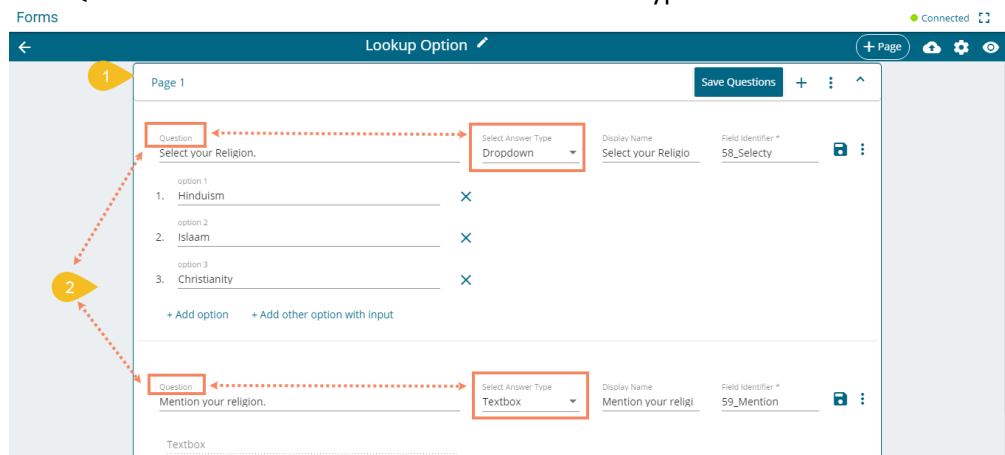 Forms
Connected
Lookup Option
+ Page
1
Page 1
Save Questions
Question
Select Answer Type
Display Name
Field Identifier *
Select your Religion.
Dropdown
Select your Religio
58_Selecty
option 1
1. Hinduism
option 2
2. Islaam
option 3
3. Christianity
2
+ Add option
+ Add other option with input
Question
Select Answer Type
Display Name
Field Identifier *
Mention your religion.
Textbox
Mention your religi
59_Mention
Textbox